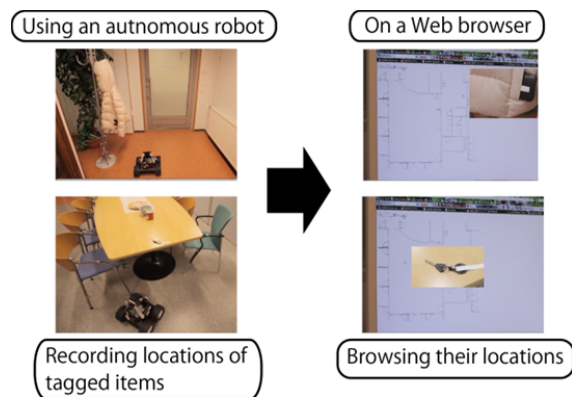 Using an autnomous robot
On a Web browser
Recording locations of
tagged items
Browsing their locations